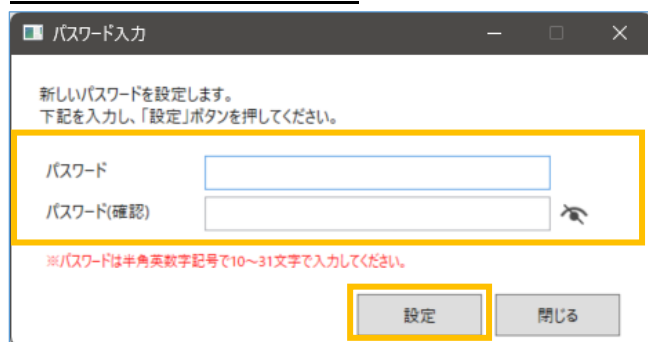 パスワード入力
新しいパスワードを設定します。
下記を入力し、「設定」ボタンを押してください。
パスワード
パスワード(確認)
※パスワードは半角英数字記号で10～31文字で入力してください。
設定 閉じる